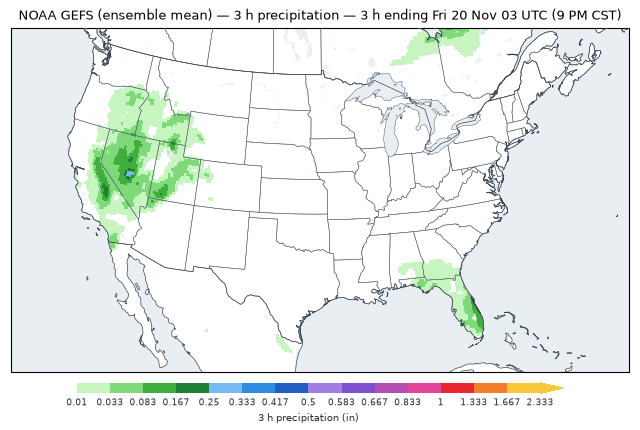 NOAA GEFS (ensemble mean) — 3 h precipitation — 3 h ending Fri 20 Nov 03 UTC (9 PM CST)
0.01 0.033 0.083 0.167 0.25 0.333 0.417 0.5 0.583 0.667 0.833 1 1.333 1.667 2.333
3 h precipitation (in)